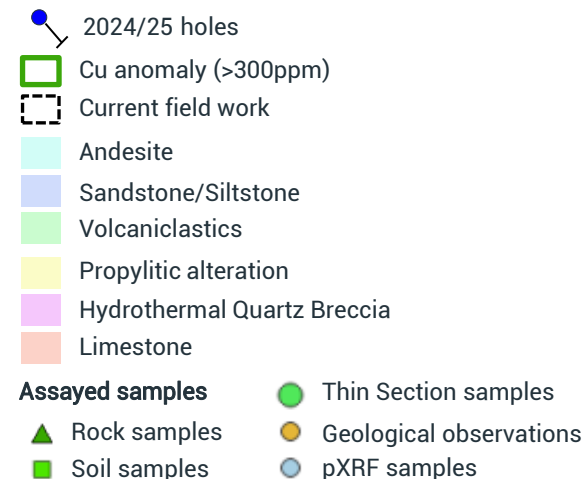 2024/25 holes
Cu anomaly (>300ppm)
Current field work
Andesite
Sandstone/Siltstone
Volcaniclastics
Propylitic alteration
Hydrothermal Quartz Breccia
Limestone
Assayed samples
Rock samples
Soil samples
Thin Section samples
Geological observations
pXRF samples